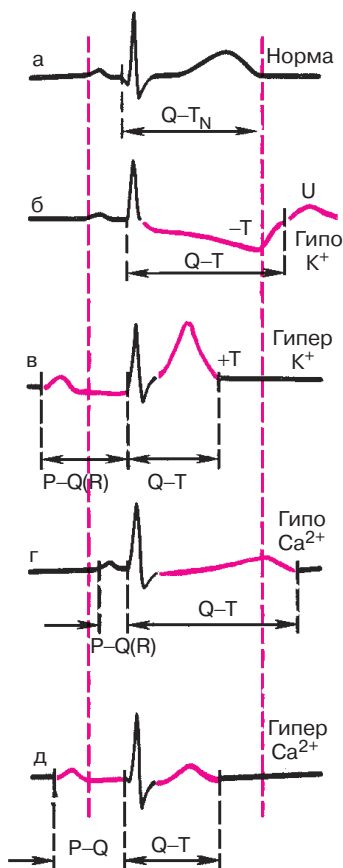 а
Норма
Q–T_N
б
U
–T
Гипо
K⁺
Q–T
в
Гипер
K⁺
+T
P–Q(R)
Q–T
г
Гипо
Ca²⁺
Q–T
P–Q(R)
д
Гипер
Ca²⁺
P–Q
Q–T